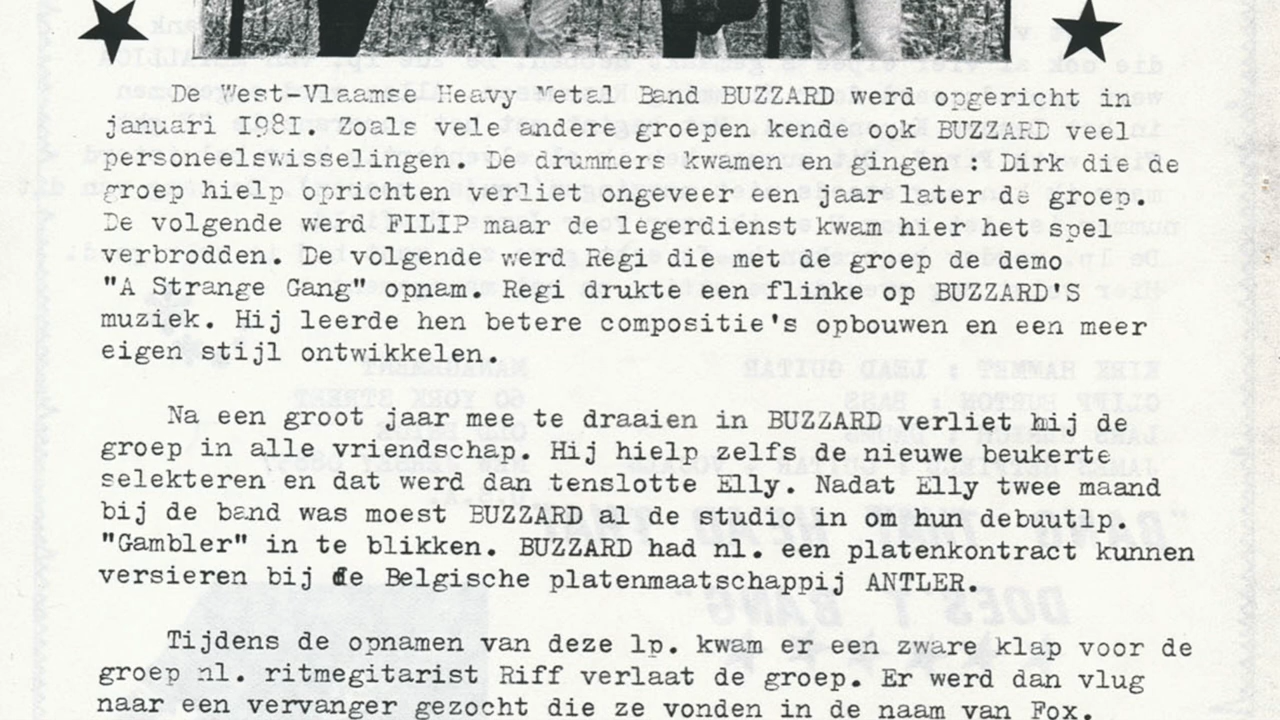 De West-Vlaamse Heavy Metal Band BUZZARD werd opgericht in
januari 1981. Zoals vele andere groepen kende ook BUZZARD veel
personeelswisselingen. De drummers kwamen en gingen : Dirk die de
groep hielp oprichten verliet ongeveer een jaar later de groep.
De volgende werd FILIP maar de legerdienst kwam hier het spel
verbrodden. De volgende werd Regi die met de groep de demo
"A Strange Gang" opnam. Regi drukte een flinke op BUZZARD'S
muziek. Hij leerde hen betere compositie's opbouwen en een meer
eigen stijl ontwikkelen.
Na een groot jaar mee te draaien in BUZZARD verliet mij de
groep in alle vriendschap. Hij hielp zelfs de nieuwe beukerte
selekteren en dat werd dan tenslotte Elly. Nadat Elly twee maand
bij de band was moest BUZZARD al de studio in om hun debuutlp.
"Gambler" in te blikken. BUZZARD had nl. een platenkontract kunnen
versieren bij de Belgische platenmaatschappij ANTLER.
Tijdens de opnamen van deze lp. kwam er een zware klap voor de
groep nl. ritmegitarist Riff verlaat de groep. Er werd dan vlug
naar een vervanger gezocht die ze vonden in de naam van Fox.